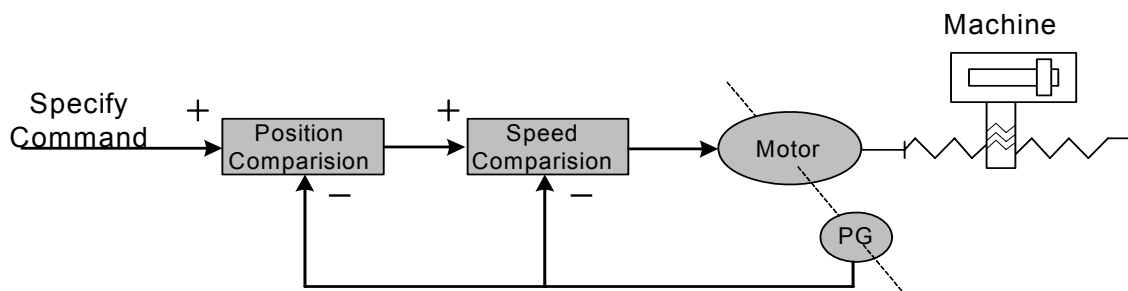 Machine
Specify
Command
+
Position
Comparision
+
Speed
Comparision
Motor
−
−
PG